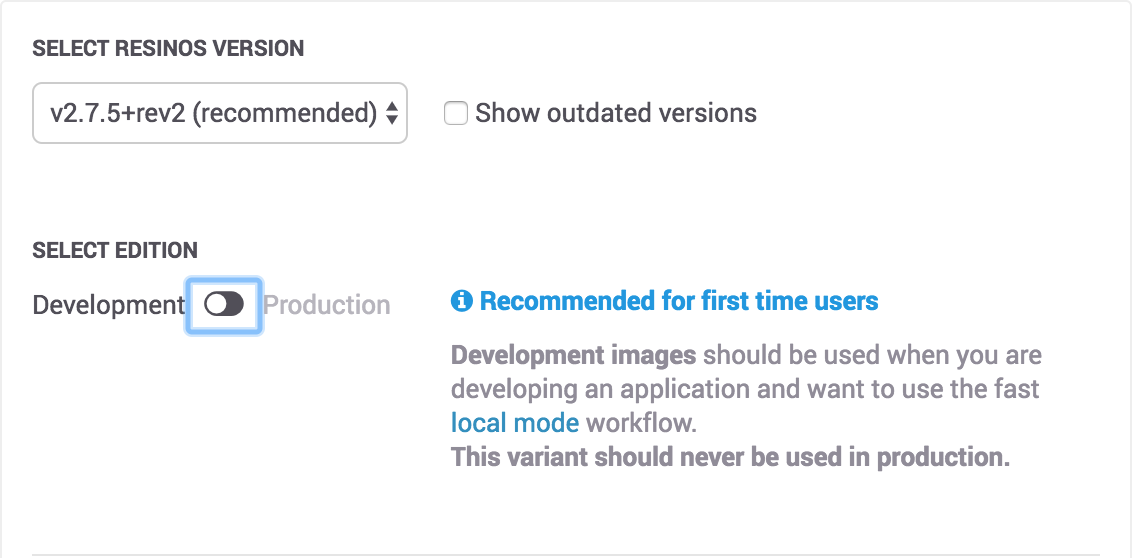 SELECT RESINOS VERSION
v2.7.5+rev2 (recommended)
Show outdated versions
SELECT EDITION
Development Production
Recommended for first time users
Development images should be used when you are
developing an application and want to use the fast
local mode workflow.
This variant should never be used in production.